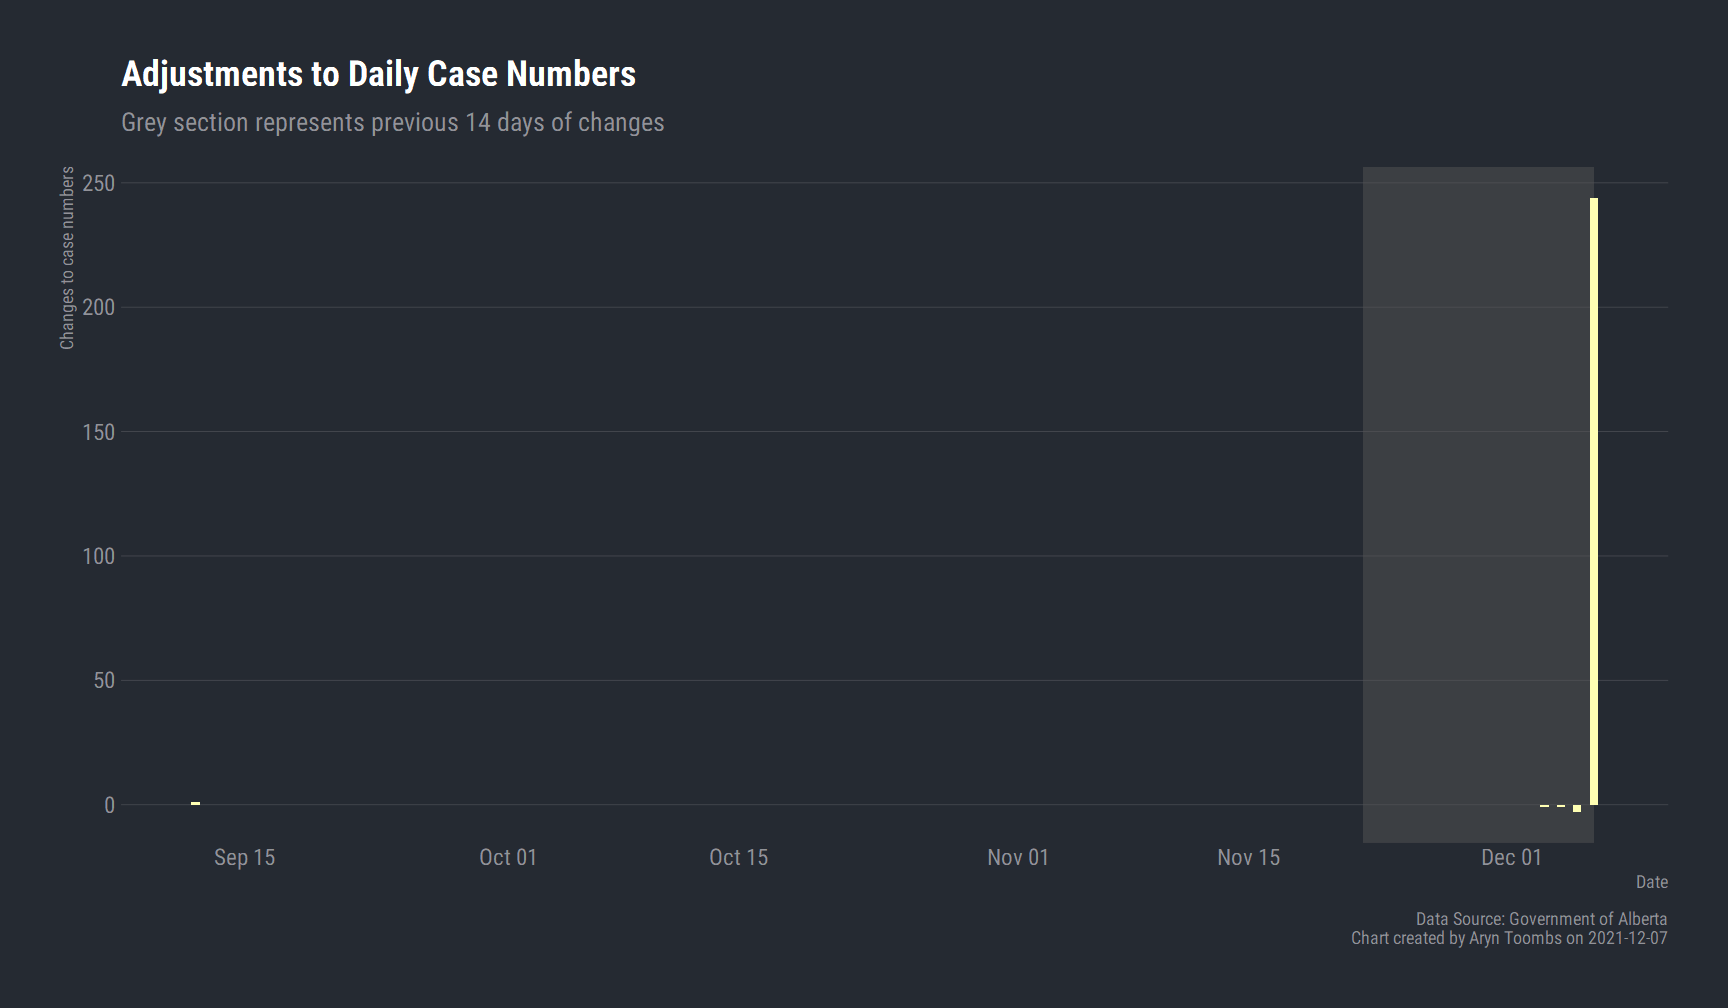 Adjustments to Daily Case Numbers
Grey section represents previous 14 days of changes
Changes to case numbers
250
200
150
100
50
0
Sep 15
Oct 01
Oct 15
Nov 01
Nov 15
Dec 01
Date
Data Source: Government of Alberta
Chart created by Aryn Toombs on 2021-12-07